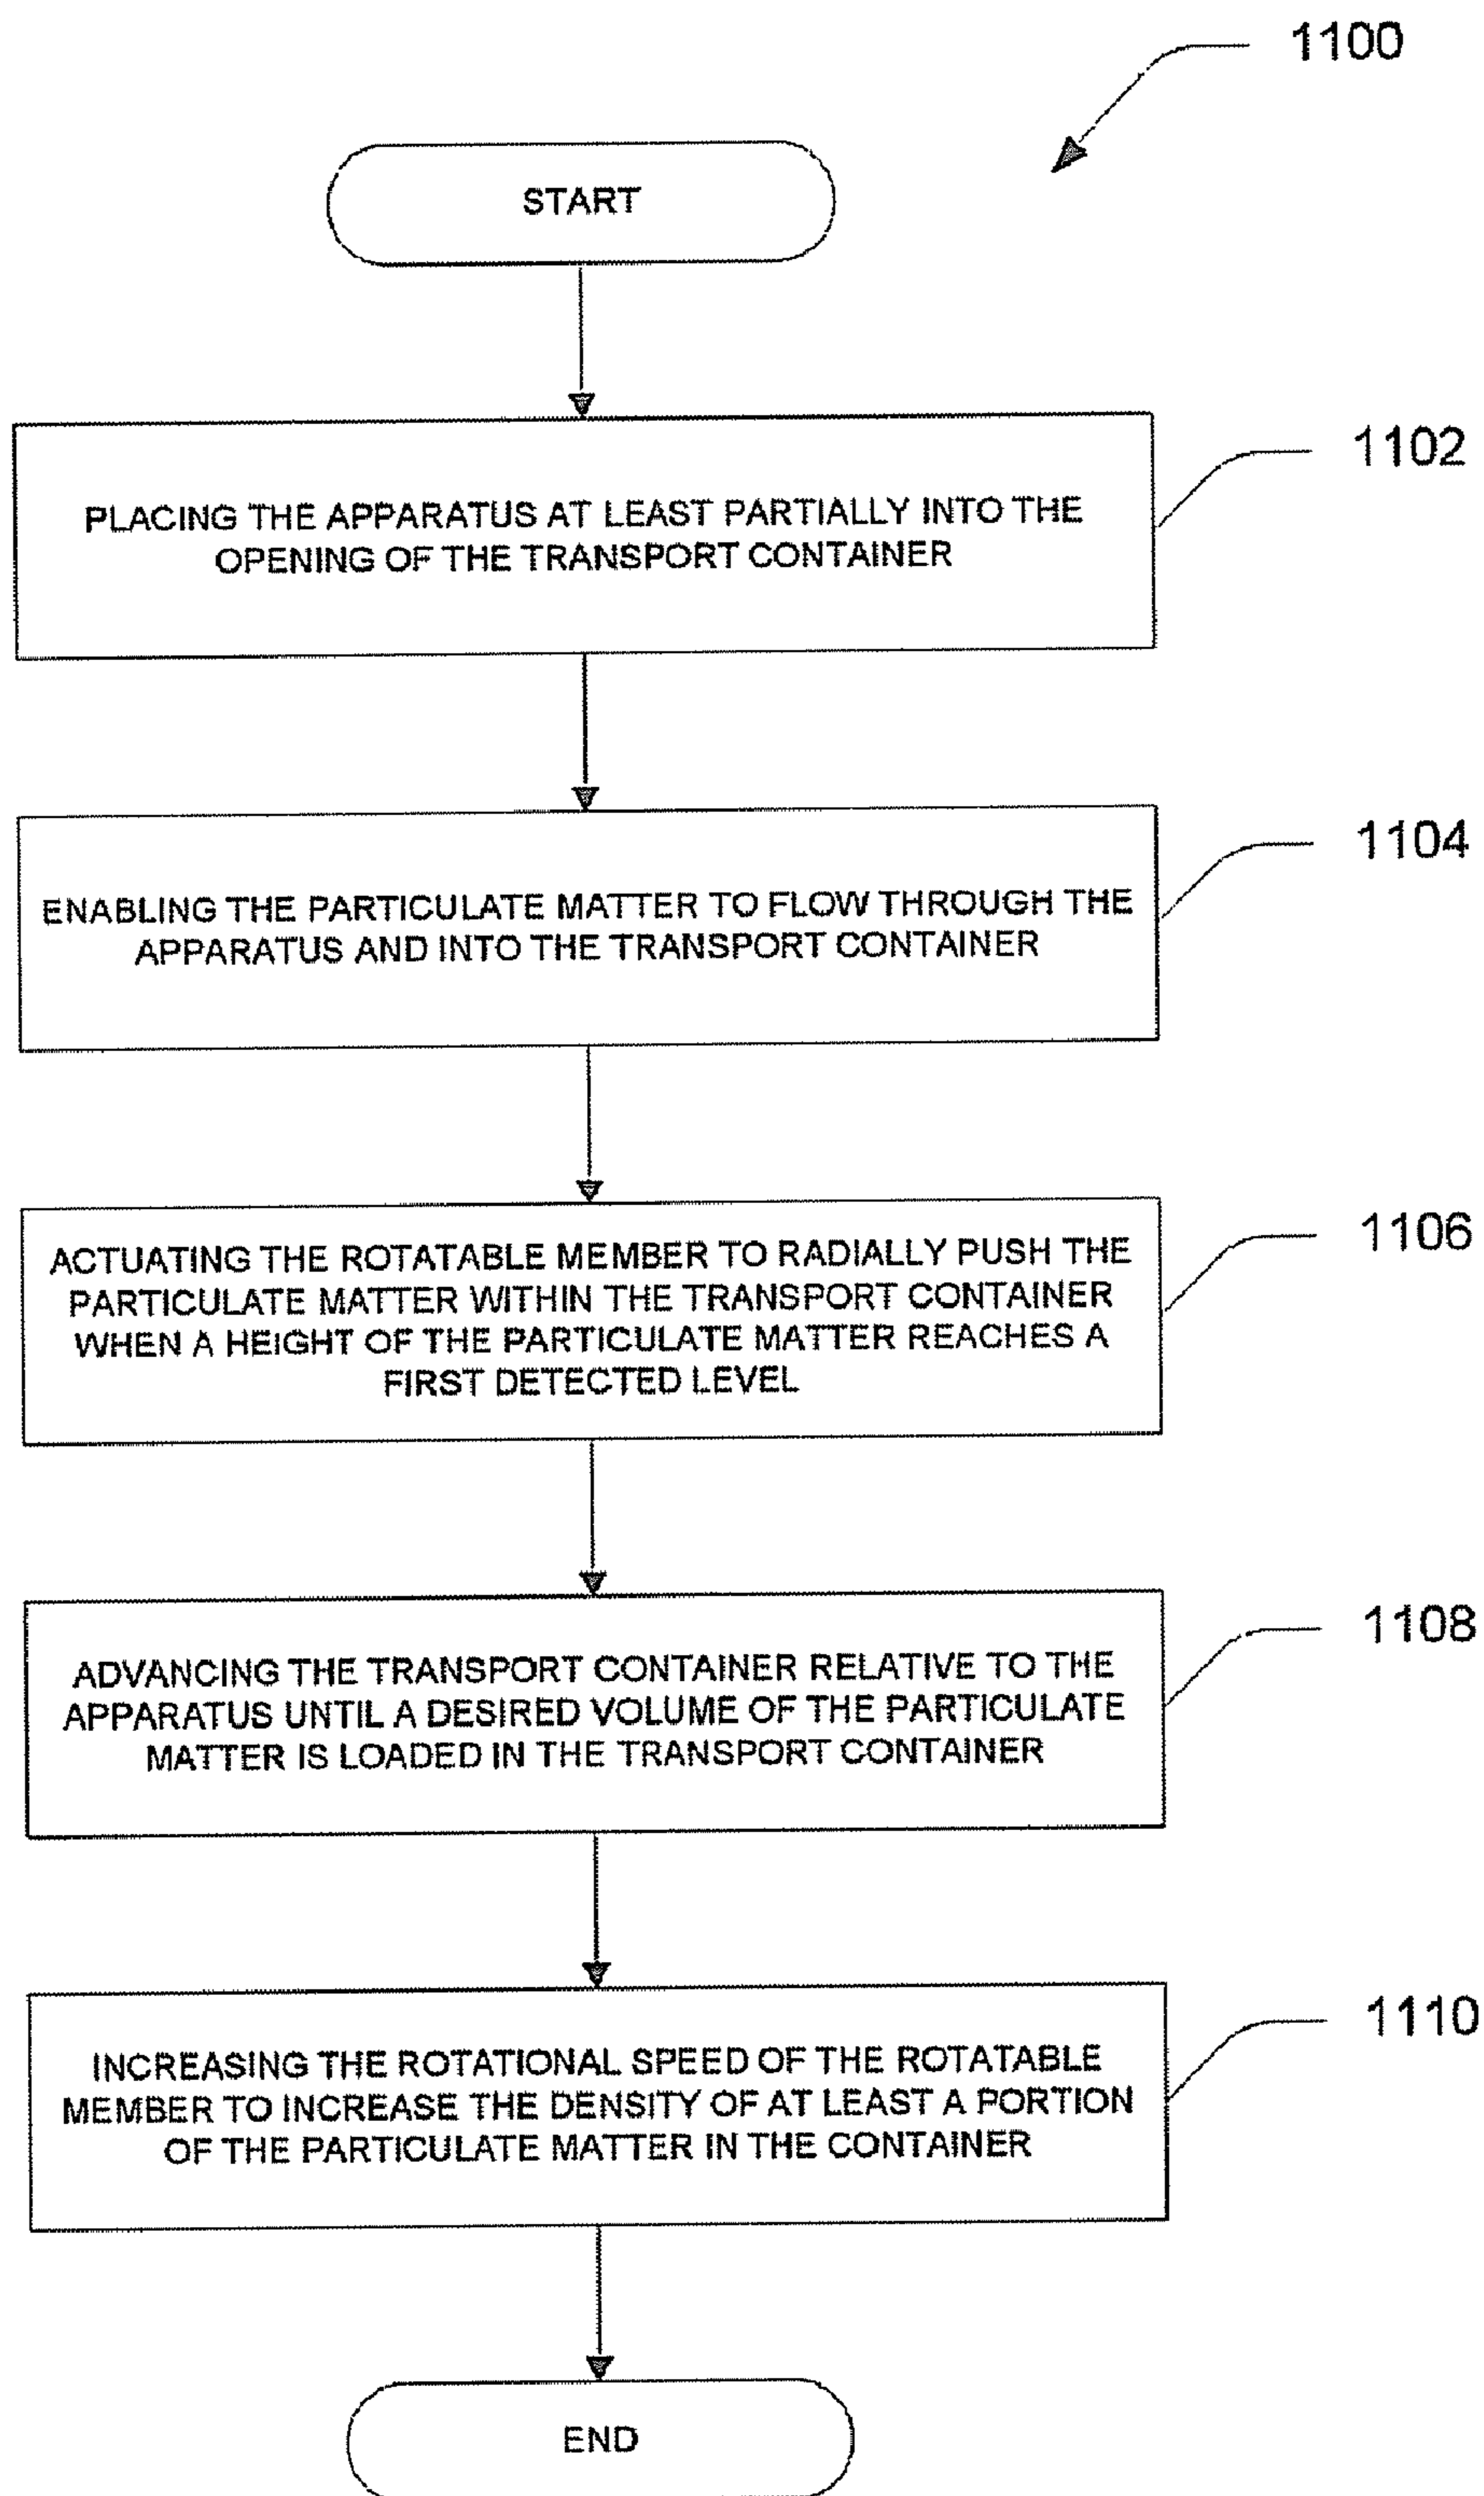 1100
START
1102
PLACING THE APPARATUS AT LEAST PARTIALLY INTO THE
OPENING OF THE TRANSPORT CONTAINER
1104
ENABLING THE PARTICULATE MATTER TO FLOW THROUGH THE
APPARATUS AND INTO THE TRANSPORT CONTAINER
1106
ACTUATING THE ROTATABLE MEMBER TO RADIALLY PUSH THE
PARTICULATE MATTER WITHIN THE TRANSPORT CONTAINER
WHEN A HEIGHT OF THE PARTICULATE MATTER REACHES A
FIRST DETECTED LEVEL
1108
ADVANCING THE TRANSPORT CONTAINER RELATIVE TO THE
APPARATUS UNTIL A DESIRED VOLUME OF THE PARTICULATE
MATTER IS LOADED IN THE TRANSPORT CONTAINER
1110
INCREASING THE ROTATIONAL SPEED OF THE ROTATABLE
MEMBER TO INCREASE THE DENSITY OF AT LEAST A PORTION
OF THE PARTICULATE MATTER IN THE CONTAINER
END